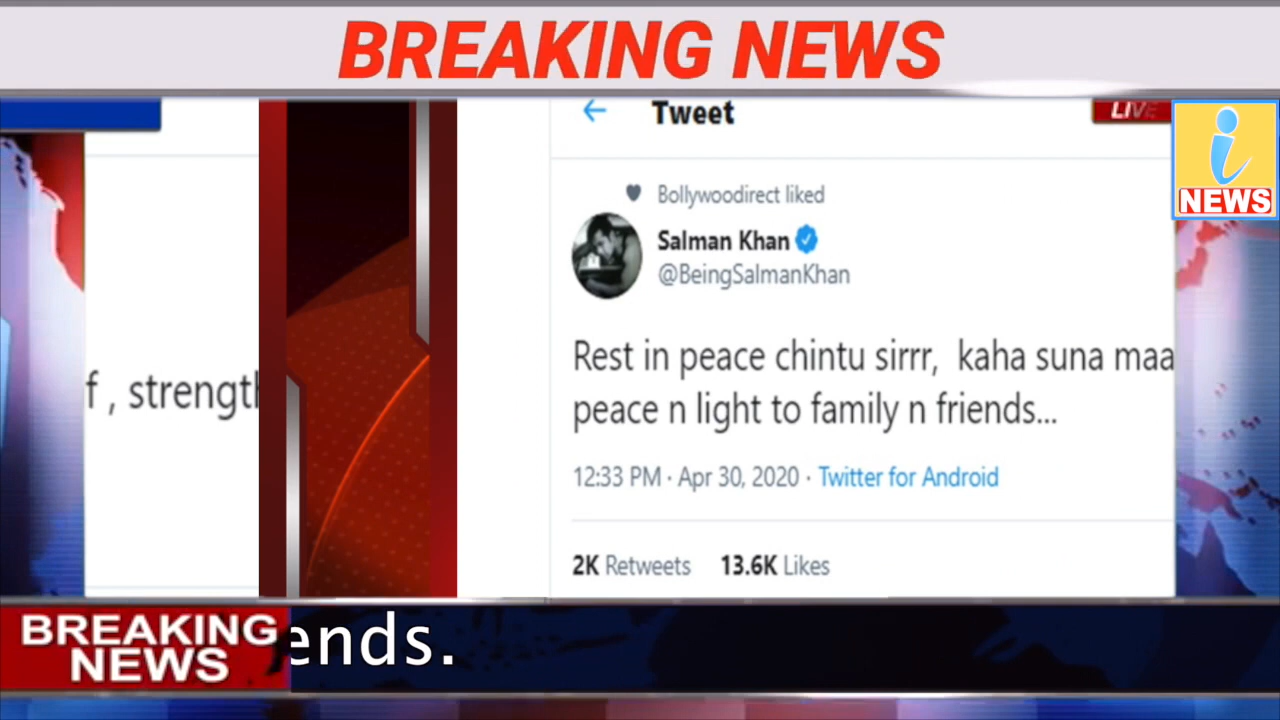 BREAKING NEWS
Tweet
LIVE
i
NEWS
Bollywoodirect liked
Salman Khan
@BeingSalmanKhan
Rest in peace chintu sirrr, kaha suna maa
peace n light to family n friends...
12:33 PM · Apr 30, 2020 · Twitter for Android
2K Retweets 13.6K Likes
f , strength
BREAKING
NEWS
ends.